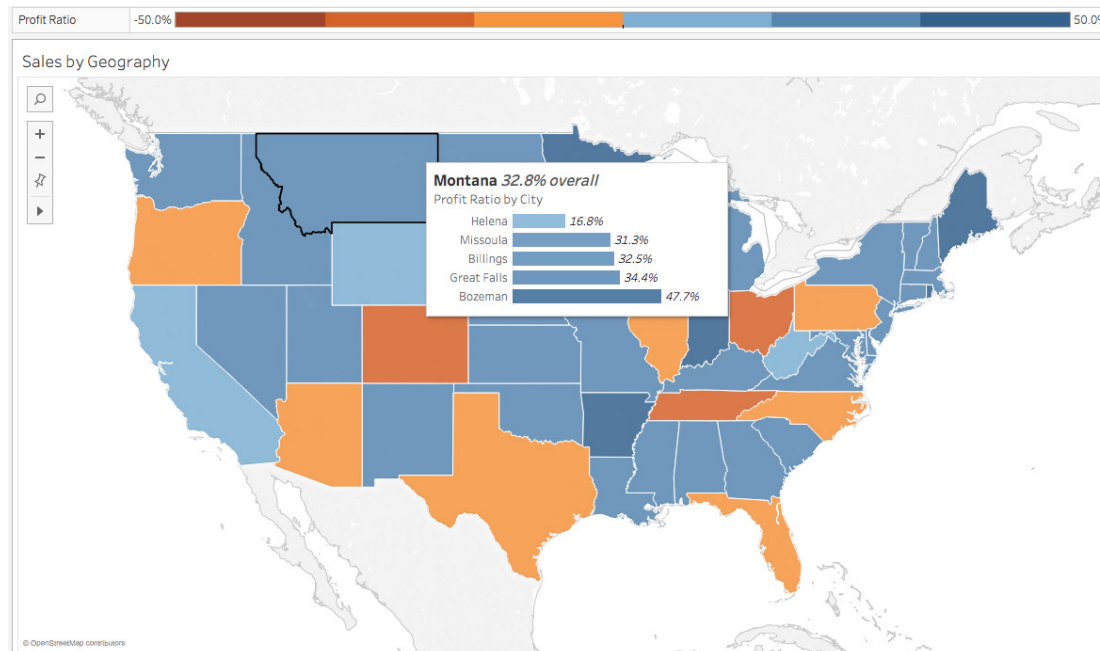 Profit Ratio -50.0% 50.0%
Sales by Geography
Montana 32.8% overall
Profit Ratio by City
Helena 16.8%
Missoula 31.3%
Billings 32.5%
Great Falls 34.4%
Bozeman 47.7%
© OpenStreetMap contributors